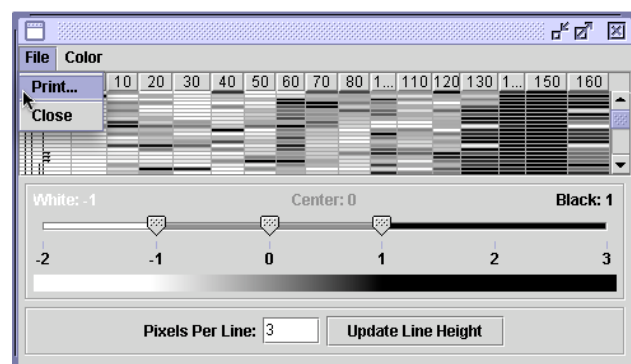 File Color
Print...
10 20 30 40 50 60 70 80 1... 110 120 130 1... 150 160
Close
White: -1 Center: 0 Black: 1
-2 -1 0 1 2 3
Pixels Per Line: 3 Update Line Height